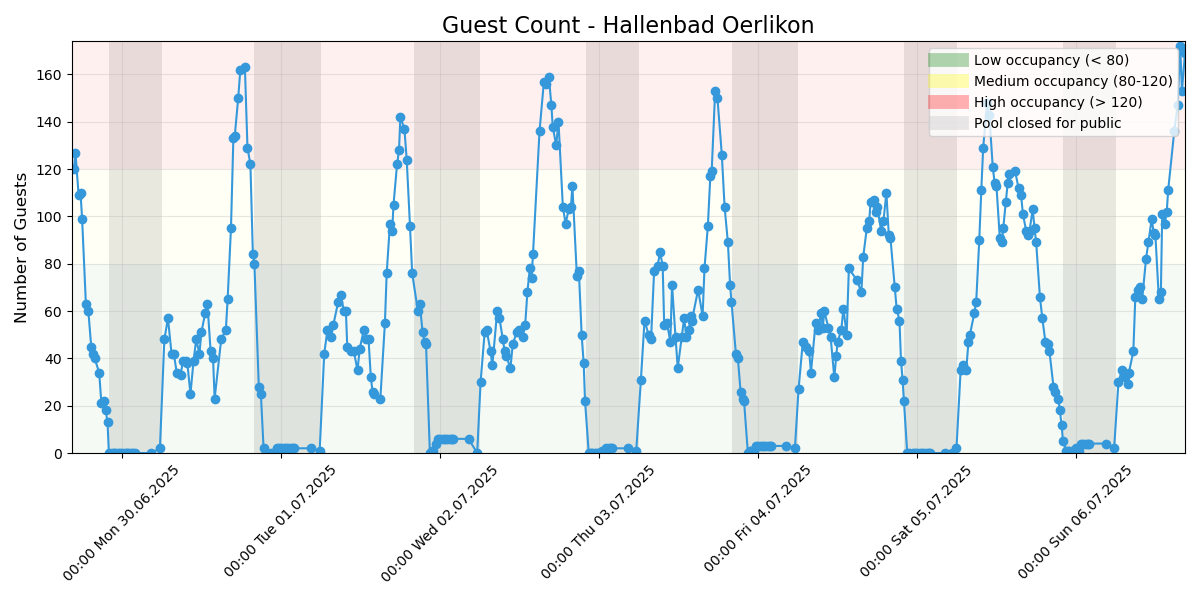 Guest Count - Hallenbad Oerlikon
Number of Guests
160
140
120
100
80
60
40
20
0
Low occupancy (< 80)
Medium occupancy (80-120)
High occupancy (> 120)
Pool closed for public
00:00 Mon 30.06.2025
00:00 Tue 01.07.2025
00:00 Wed 02.07.2025
00:00 Thu 03.07.2025
00:00 Fri 04.07.2025
00:00 Sat 05.07.2025
00:00 Sun 06.07.2025